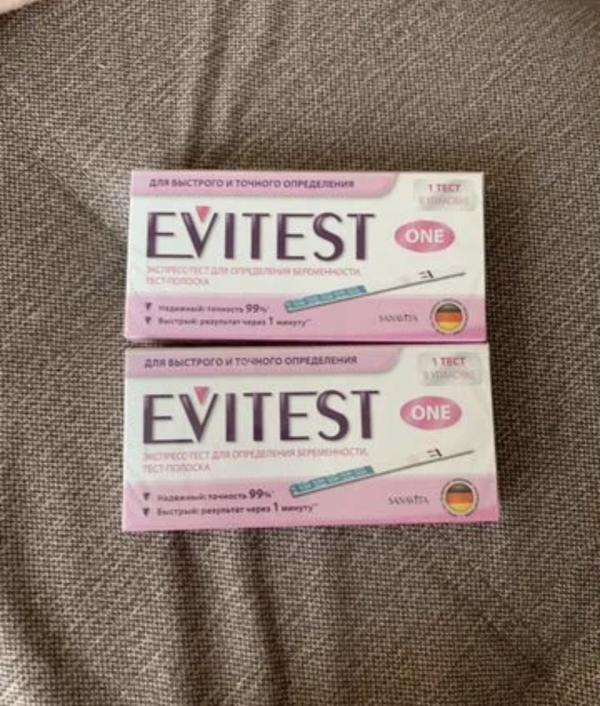 ДЛЯ БЫСТРОГО И ТОЧНОГО ОПРЕДЕЛЕНИЯ
1 ТЕСТ
В УПАКОВКЕ
EVITEST
ONE
ЭКСПРЕСС-ТЕСТ ДЛЯ ОПРЕДЕЛЕНИЯ БЕРЕМЕННОСТИ,
ТЕСТ-ПОЛОСКА
Надежный: точность 99%*
Быстрый: результат через 1 минуту**
SANAVITA
ДЛЯ БЫСТРОГО И ТОЧНОГО ОПРЕДЕЛЕНИЯ
1 ТЕСТ
В УПАКОВКЕ
EVITEST
ONE
ЭКСПРЕСС-ТЕСТ ДЛЯ ОПРЕДЕЛЕНИЯ БЕРЕМЕННОСТИ,
ТЕСТ-ПОЛОСКА
Надежный: точность 99%*
Быстрый: результат через 1 минуту**
SANAVITA